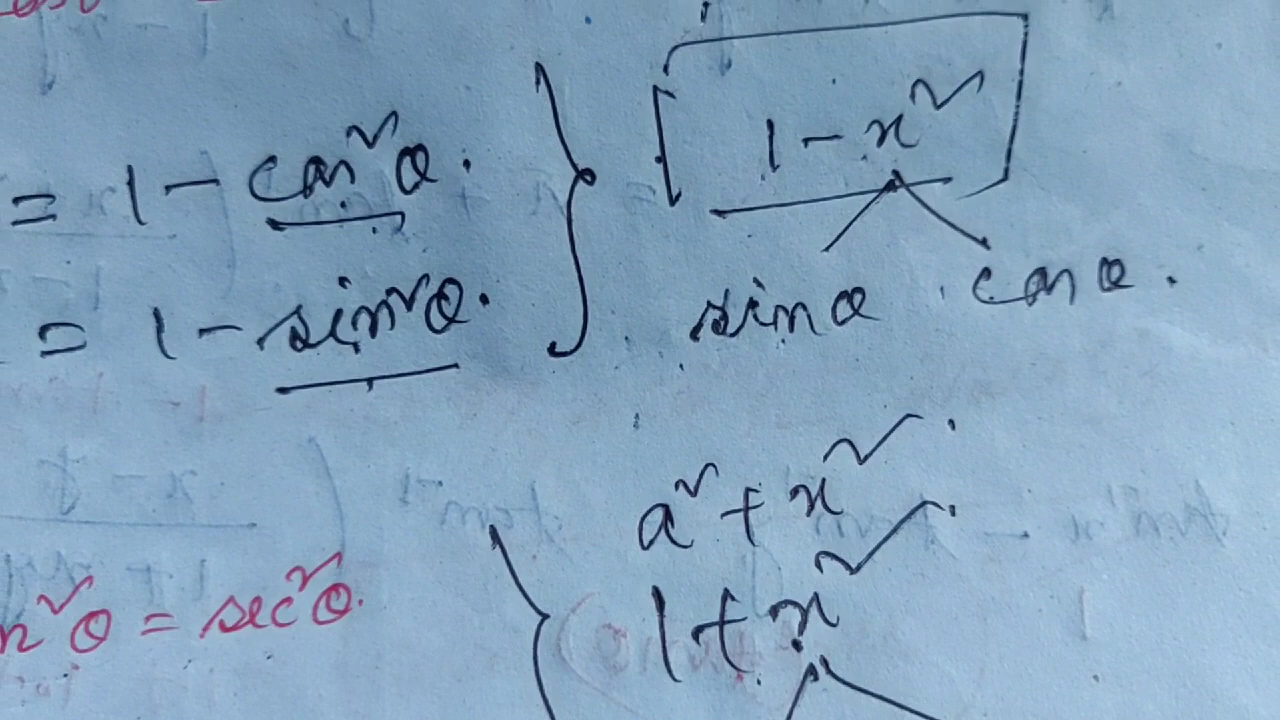 = 1 - cos²θ.
= 1 - sin²θ.
1 - x²
sinθ . cosθ.
a² + x².
1 + x².
n²θ = sec²θ.